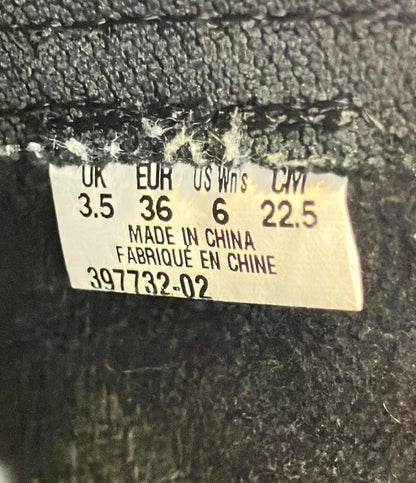 UK EUR US Wn's CM
3.5 36 6 22.5
MADE IN CHINA
FABRIQUÉ EN CHINE
397732-02